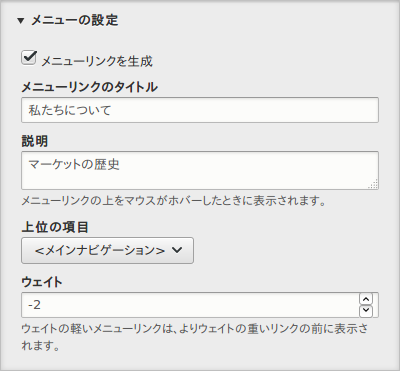 メニューの設定
メニューリンクを生成
メニューリンクのタイトル
私たちについて
説明
マーケットの歴史
メニューリンクの上をマウスがホバーしたときに表示されます。
上位の項目
<メインナビゲーション>
ウェイト
-2
ウェイトの軽いメニューリンクは、よりウェイトの重いリンクの前に表示
されます。